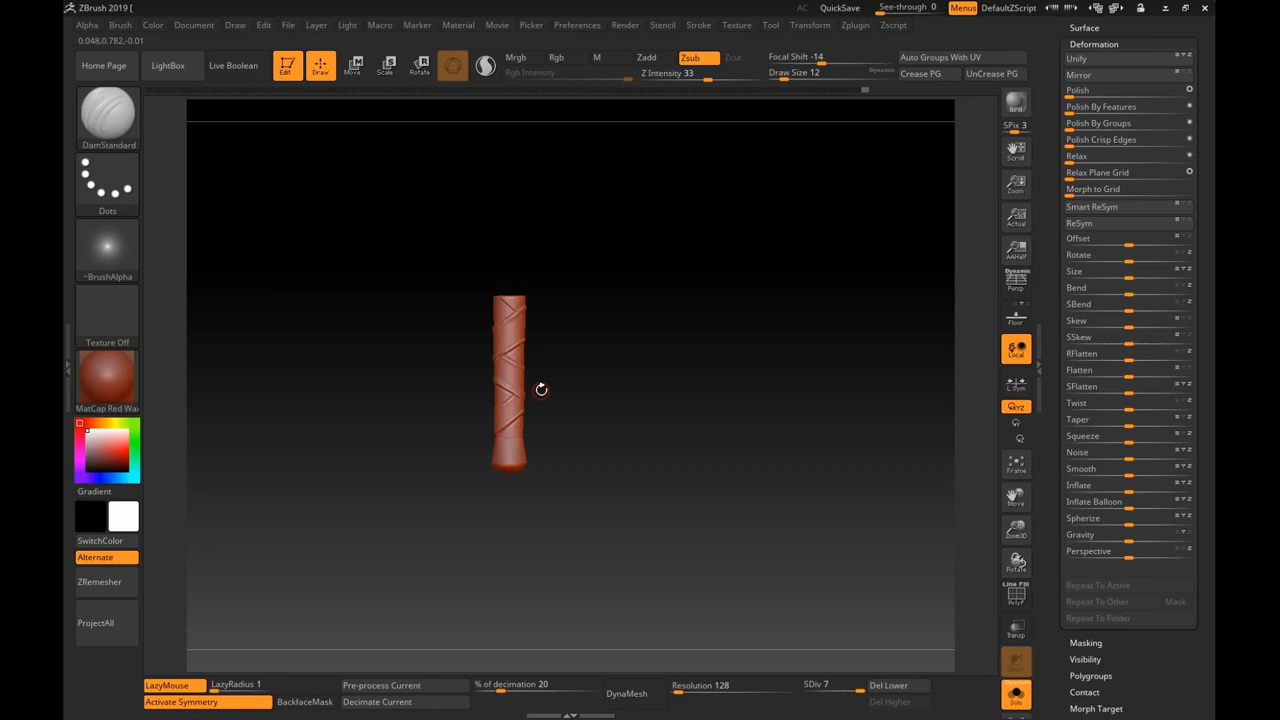 ZBrush 2019 [
AC QuickSave See-through 0 Menus DefaultZScript
Alpha Brush Color Document Draw Edit File Layer Light Macro Marker Material Movie Picker Preferences Render Stencil Stroke Texture Tool Transform Zplugin Zscript
0.048,0.782,-0.01
Home Page LightBox Live Boolean Edit Draw Move Scale Rotate
Mrgb Rgb M Zadd Zsub Zcut Focal Shift -14 Auto Groups With UV
Rgb Intensity Z Intensity 33 Draw Size 12 Dynamic Crease PG UnCrease PG
DamStandard
Dots
~BrushAlpha
Texture Off
MatCap Red Wax
Gradient
SwitchColor
Alternate
ZRemesher
ProjectAll
BPR
SPix 3
Scroll
Zoom
Actual
AAHalf
Dynamic
Persp
Floor
Local
L.Sym
XYZ
Frame
Move
Zoom3D
Rotate
Line Fill
PolyF
Transp
Dynamic
Solo
Surface
Deformation
Unify
Mirror
Polish
Polish By Features
Polish By Groups
Polish Crisp Edges
Relax
Relax Plane Grid
Morph to Grid
Smart ReSym
ReSym
Offset
Rotate
Size
Bend
SBend
Skew
SSkew
RFlatten
Flatten
SFlatten
Twist
Taper
Squeeze
Noise
Smooth
Inflate
Inflate Balloon
Spherize
Gravity
Perspective
Repeat To Active
Repeat To Other Mask
Repeat To Folder
Masking
Visibility
Polygroups
Contact
Morph Target
LazyMouse LazyRadius 1 Pre-process Current % of decimation 20 DynaMesh Resolution 128 SDiv 7 Del Lower
Activate Symmetry BackfaceMask Decimate Current Del Higher